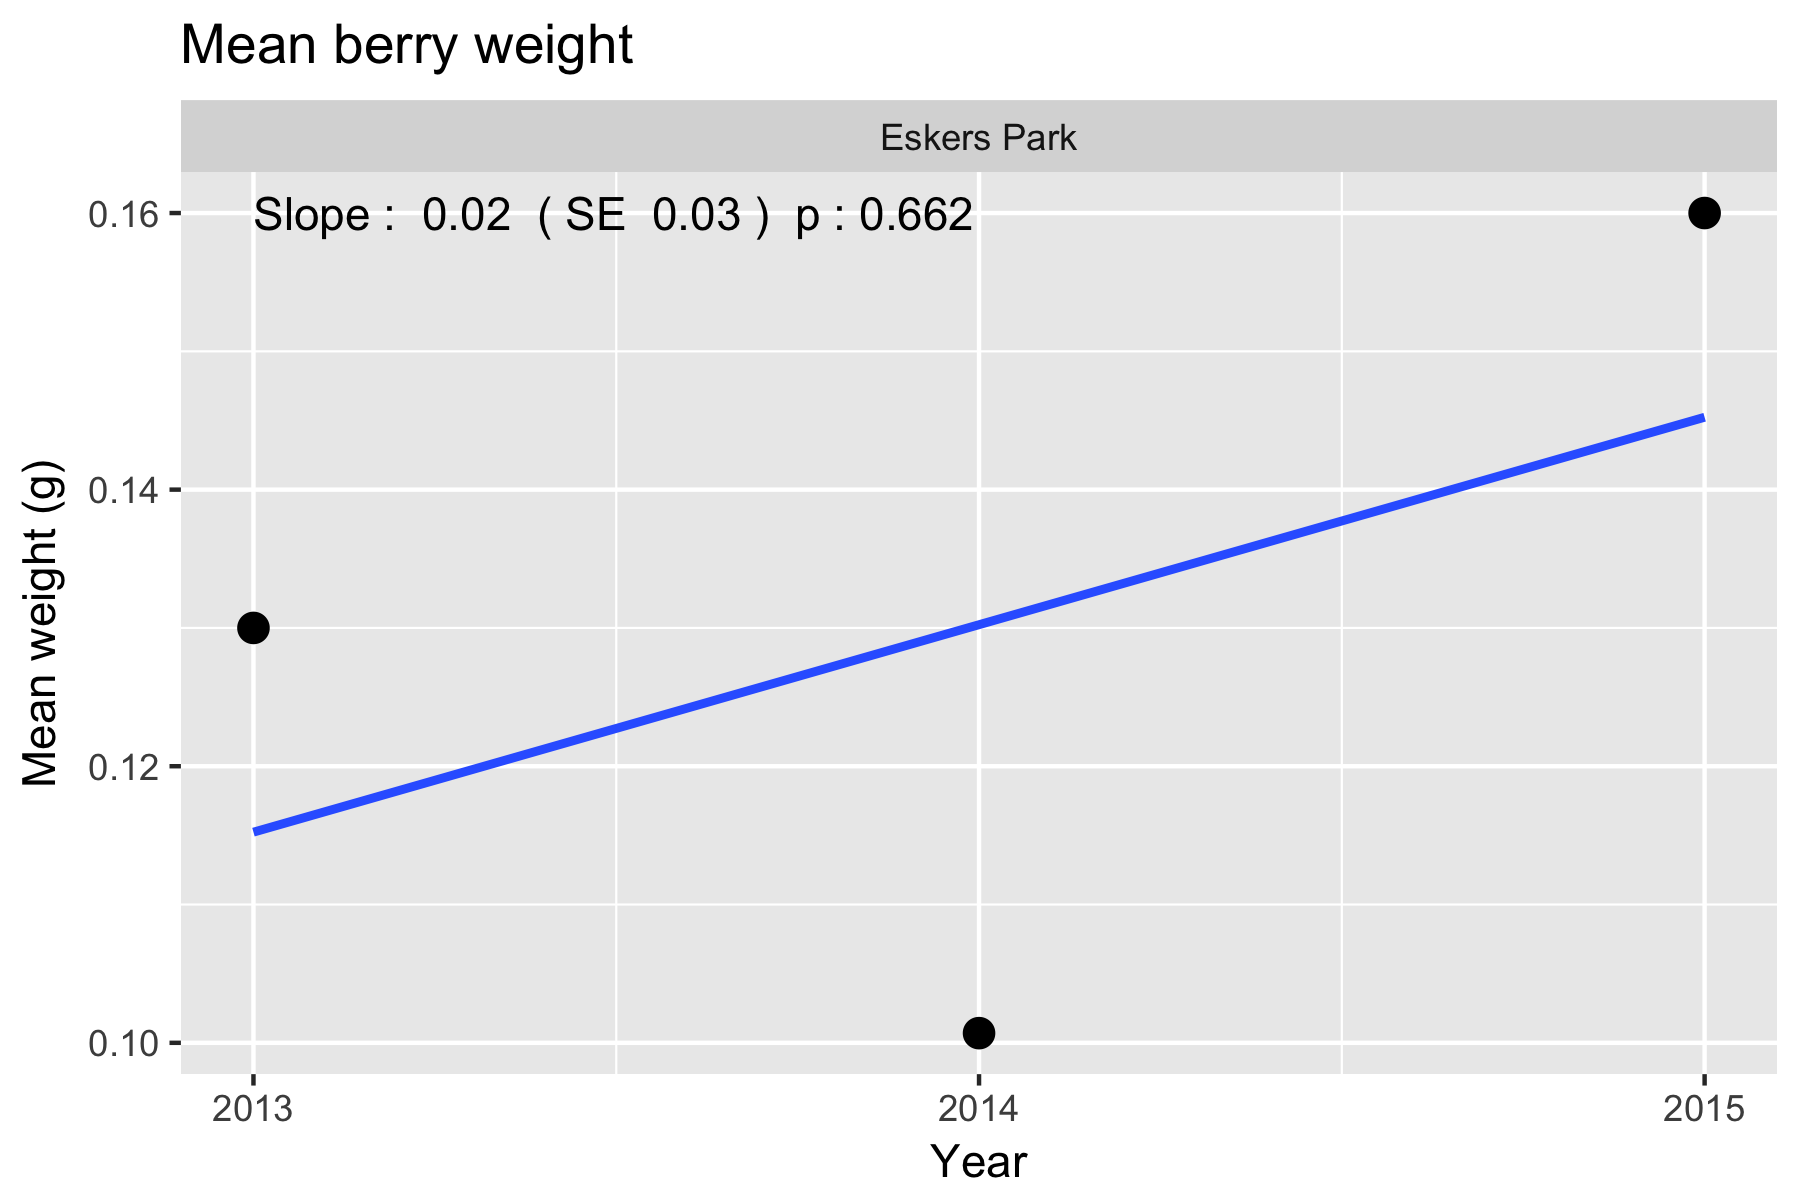 Mean berry weight
Eskers Park
Slope :  0.02  ( SE  0.03 )  p : 0.662
0.16
0.14
0.12
0.10
Mean weight (g)
2013 2014 2015
Year